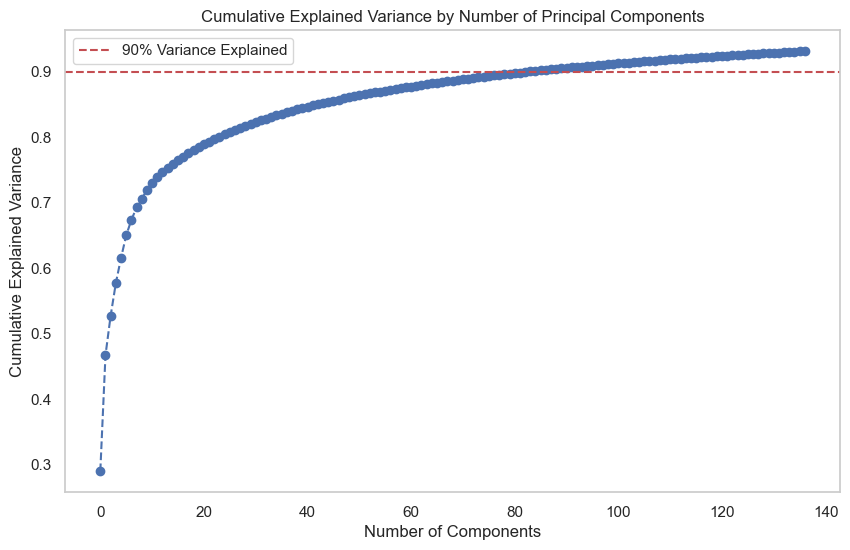 Cumulative Explained Variance by Number of Principal Components
90% Variance Explained
Cumulative Explained Variance
0.9
0.8
0.7
0.6
0.5
0.4
0.3
0 20 40 60 80 100 120 140
Number of Components